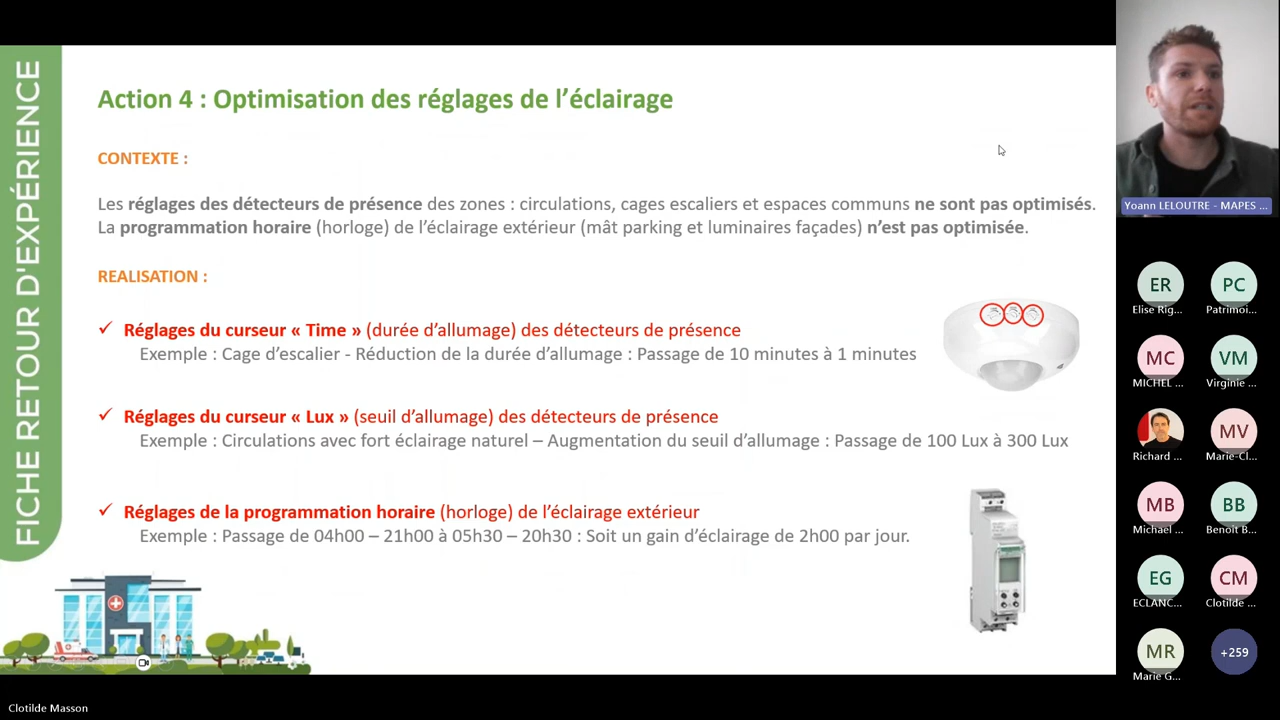 FICHE RETOUR D'EXPÉRIENCE
Action 4 : Optimisation des réglages de l'éclairage
CONTEXTE :
Les réglages des détecteurs de présence des zones : circulations, cages escaliers et espaces communs ne sont pas optimisés.
La programmation horaire (horloge) de l'éclairage extérieur (mât parking et luminaires façades) n'est pas optimisée.
REALISATION :
✓ Réglages du curseur « Time » (durée d'allumage) des détecteurs de présence
Exemple : Cage d'escalier - Réduction de la durée d'allumage : Passage de 10 minutes à 1 minutes
✓ Réglages du curseur « Lux » (seuil d'allumage) des détecteurs de présence
Exemple : Circulations avec fort éclairage naturel – Augmentation du seuil d'allumage : Passage de 100 Lux à 300 Lux
✓ Réglages de la programmation horaire (horloge) de l'éclairage extérieur
Exemple : Passage de 04h00 – 21h00 à 05h30 – 20h30 : Soit un gain d'éclairage de 2h00 par jour.
Yoann LELOUTRE - MAPES ...
ER
PC
Elise Rig...
Patrimoi...
MC
VM
MICHEL ...
Virginie ...
MV
Richard ...
Marie-Cl...
MB
BB
Michael ...
Benoît B...
EG
CM
ECLANC...
Clotilde ...
MR
+259
Marie G...
Clotilde Masson